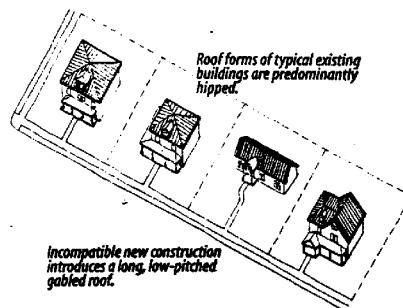 Roof forms of typical existing
buildings are predominantly
hipped.
Incompatible new construction
introduces a long, low-pitched
gabled roof.